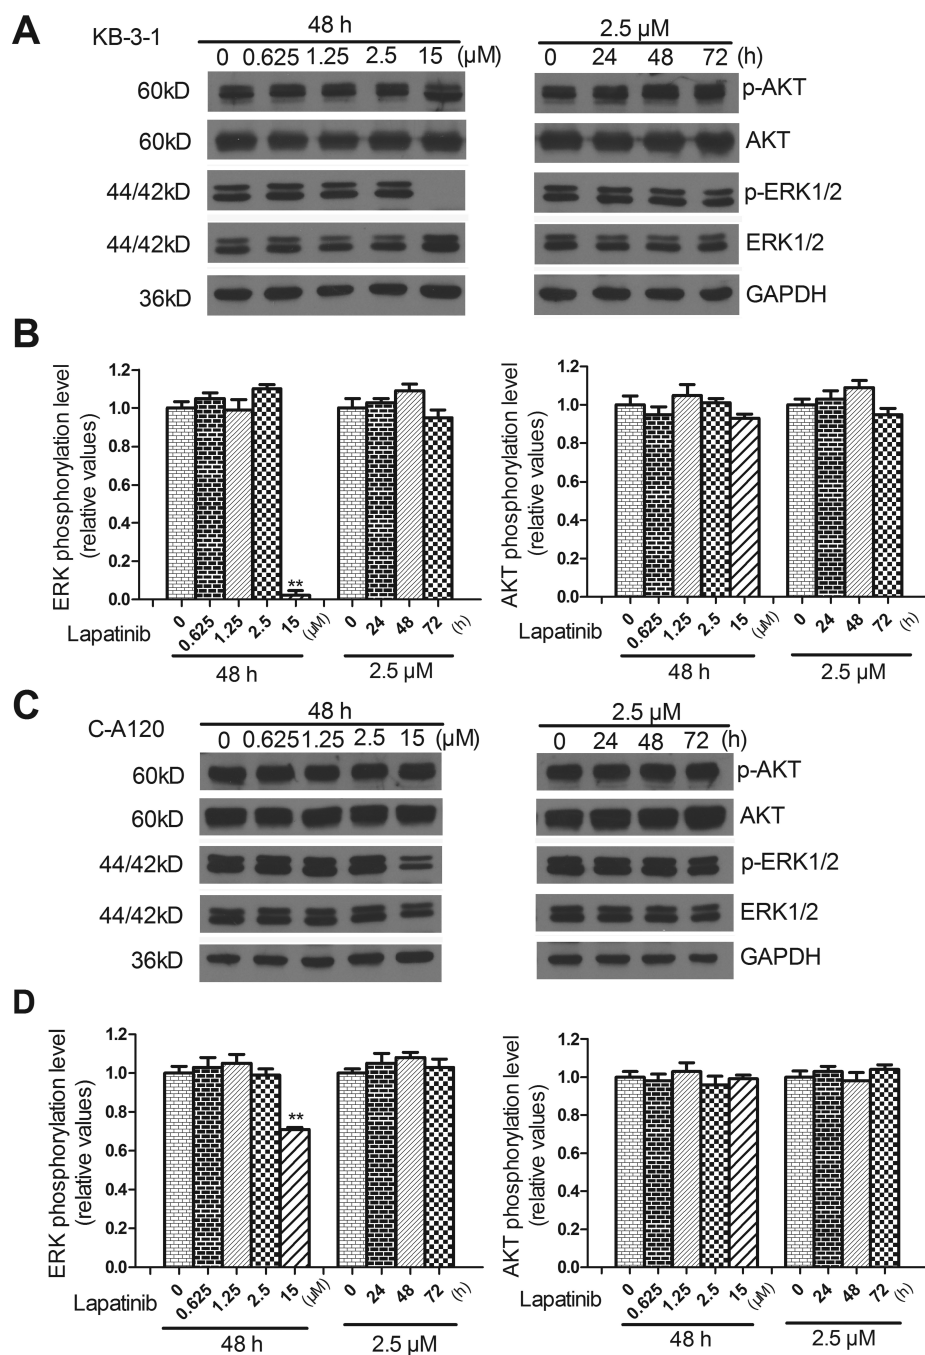 A
KB-3-1
48 h
2.5 µM
0 0.625 1.25 2.5 15 (µM)
0 24 48 72 (h)
60kD
p-AKT
60kD
AKT
44/42kD
p-ERK1/2
44/42kD
ERK1/2
36kD
GAPDH
B
ERK phosphorylation level
(relative values)
1.2
1.0
0.8
0.6
0.4
0.2
0.0
**
Lapatinib
0 0.625 1.25 2.5 15 (µM)
0 24 48 72 (h)
48 h
2.5 µM
AKT phosphorylation level
(relative values)
1.2
1.0
0.8
0.6
0.4
0.2
0.0
Lapatinib
0 0.625 1.25 2.5 15 (µM)
0 24 48 72 (h)
48 h
2.5 µM
C
C-A120
48 h
2.5 µM
0 0.625 1.25 2.5 15 (µM)
0 24 48 72 (h)
60kD
p-AKT
60kD
AKT
44/42kD
p-ERK1/2
44/42kD
ERK1/2
36kD
GAPDH
D
ERK phosphorylation level
(relative values)
1.2
1.0
0.8
0.6
0.4
0.2
0.0
**
Lapatinib
0 0.625 1.25 2.5 15 (µM)
0 24 48 72 (h)
48 h
2.5 µM
AKT phosphorylation level
(relative values)
1.2
1.0
0.8
0.6
0.4
0.2
0.0
Lapatinib
0 0.625 1.25 2.5 15 (µM)
0 24 48 72 (h)
48 h
2.5 µM